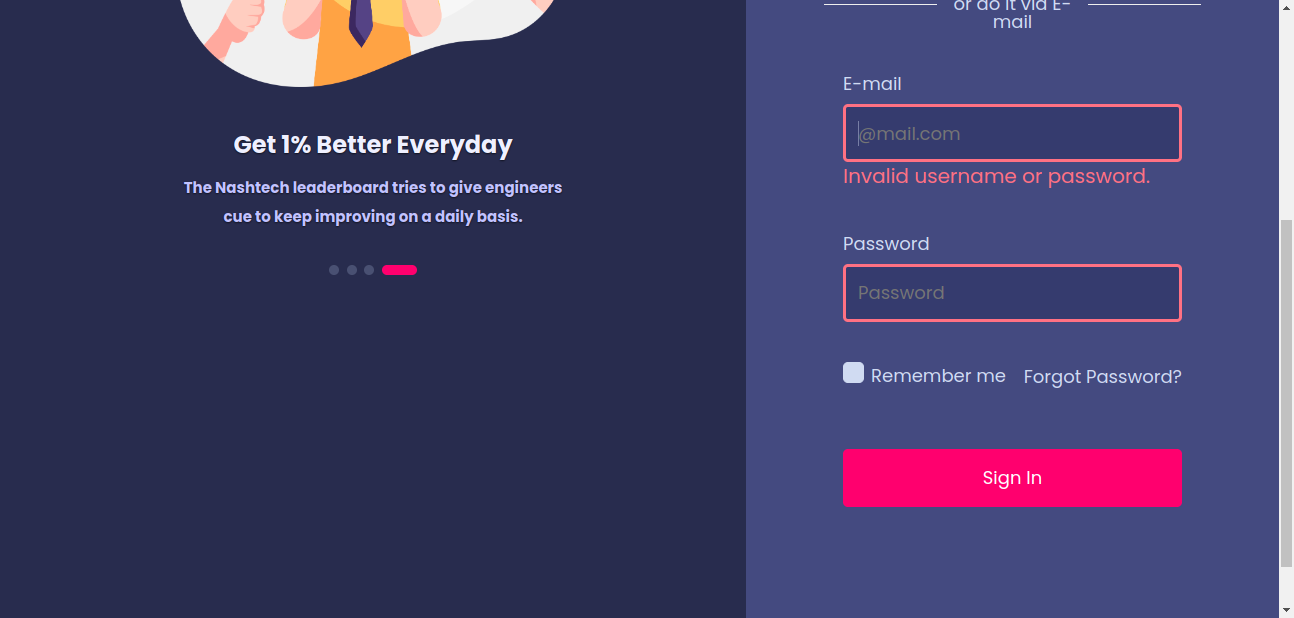 Get 1% Better Everyday
The Nashtech leaderboard tries to give engineers
cue to keep improving on a daily basis.
or do it via E-
mail
E-mail
@mail.com
Invalid username or password.
Password
Password
Remember me
Forgot Password?
Sign In